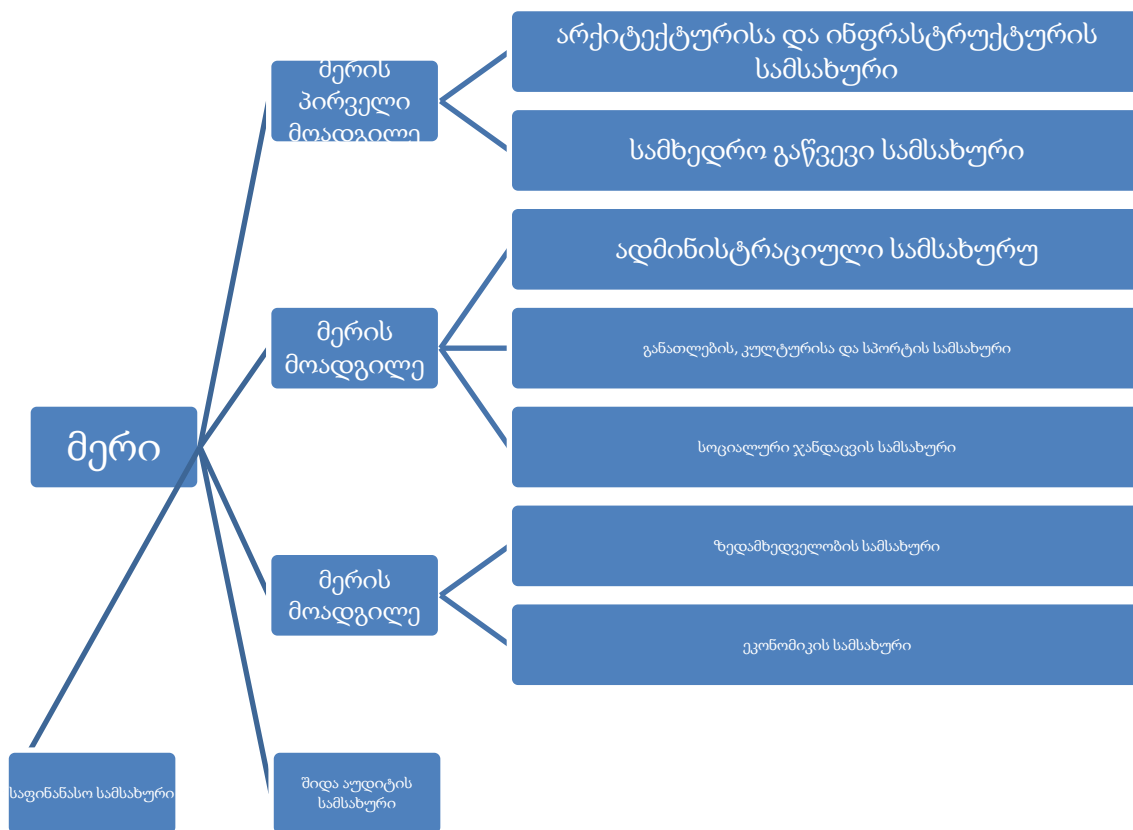 არქიტექტურისა და ინფრასტრუქტურის
სამსახური
მერის
პირველი
მოადგილე
სამხედრო გაწვევი სამსახური
ადმინისტრაციული სამსახურუ
მერის
მოადგილე
განათლების, კულტურისა და სპორტის სამსახური
მერი
სოციალური ჯანდაცვის სამსახური
ზედამხედველობის სამსახური
მერის
მოადგილე
ეკონომიკის სამსახური
საფინანასო სამსახური
შიდა აუდიტის
სამსახური